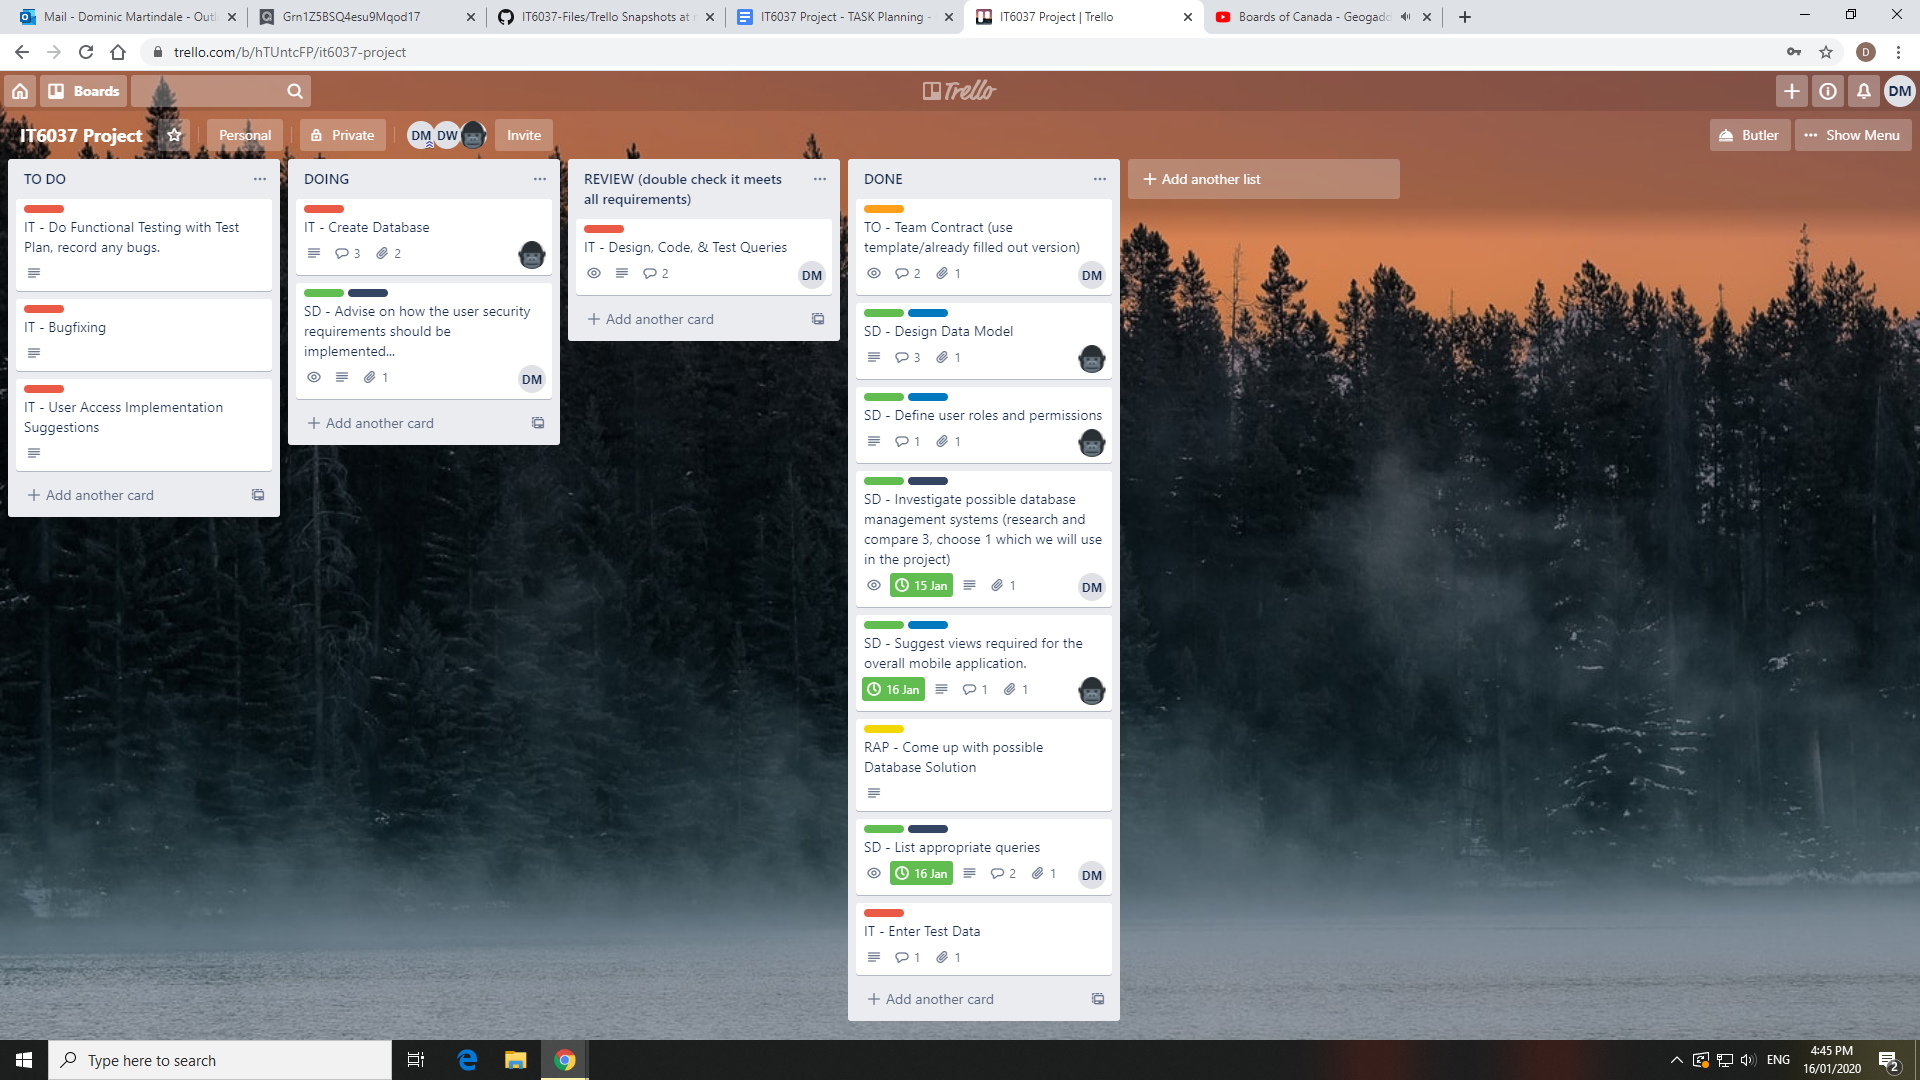 Mail - Dominic Martindale - Outl
Grn1Z5BSQ4esu9Mqod17
IT6037-Files/Trello Snapshots at
IT6037 Project - TASK Planning -
IT6037 Project | Trello
Boards of Canada - Geogaddi
trello.com/b/hTUntcFP/it6037-project
D
Boards
Trello
DM
IT6037 Project
Personal
Private
DM
DW
Invite
Butler
Show Menu
TO DO
IT - Do Functional Testing with Test
Plan, record any bugs.
IT - Bugfixing
IT - User Access Implementation
Suggestions
Add another card
DOING
IT - Create Database
3
2
SD - Advise on how the user security
requirements should be
implemented...
1
DM
Add another card
REVIEW (double check it meets
all requirements)
IT - Design, Code, & Test Queries
2
DM
Add another card
DONE
TO - Team Contract (use
template/already filled out version)
2
1
DM
SD - Design Data Model
3
1
SD - Define user roles and permissions
1
1
SD - Investigate possible database
management systems (research and
compare 3, choose 1 which we will use
in the project)
15 Jan
1
DM
SD - Suggest views required for the
overall mobile application.
16 Jan
1
1
RAP - Come up with possible
Database Solution
SD - List appropriate queries
16 Jan
2
1
DM
IT - Enter Test Data
1
1
Add another card
Add another list
Type here to search
ENG
4:45 PM
16/01/2020
2